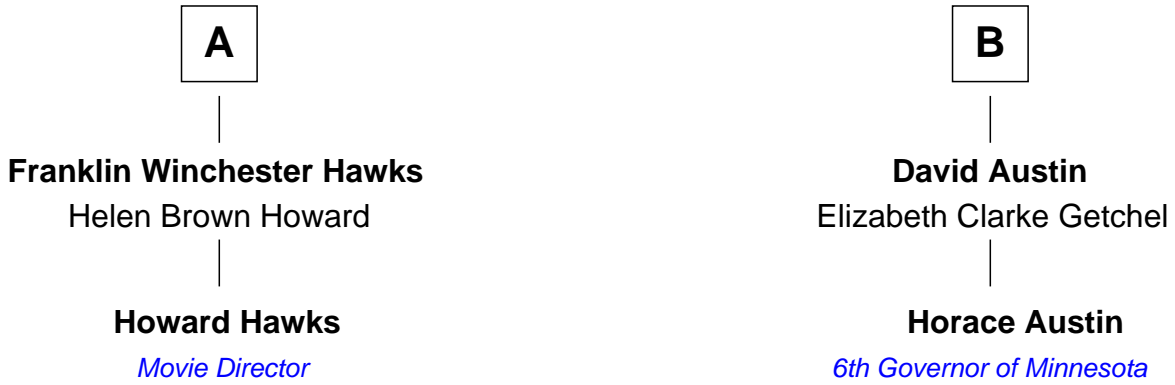 A
B
Franklin Winchester Hawks
Helen Brown Howard
David Austin
Elizabeth Clarke Getchel
Howard Hawks
Movie Director
Horace Austin
6th Governor of Minnesota